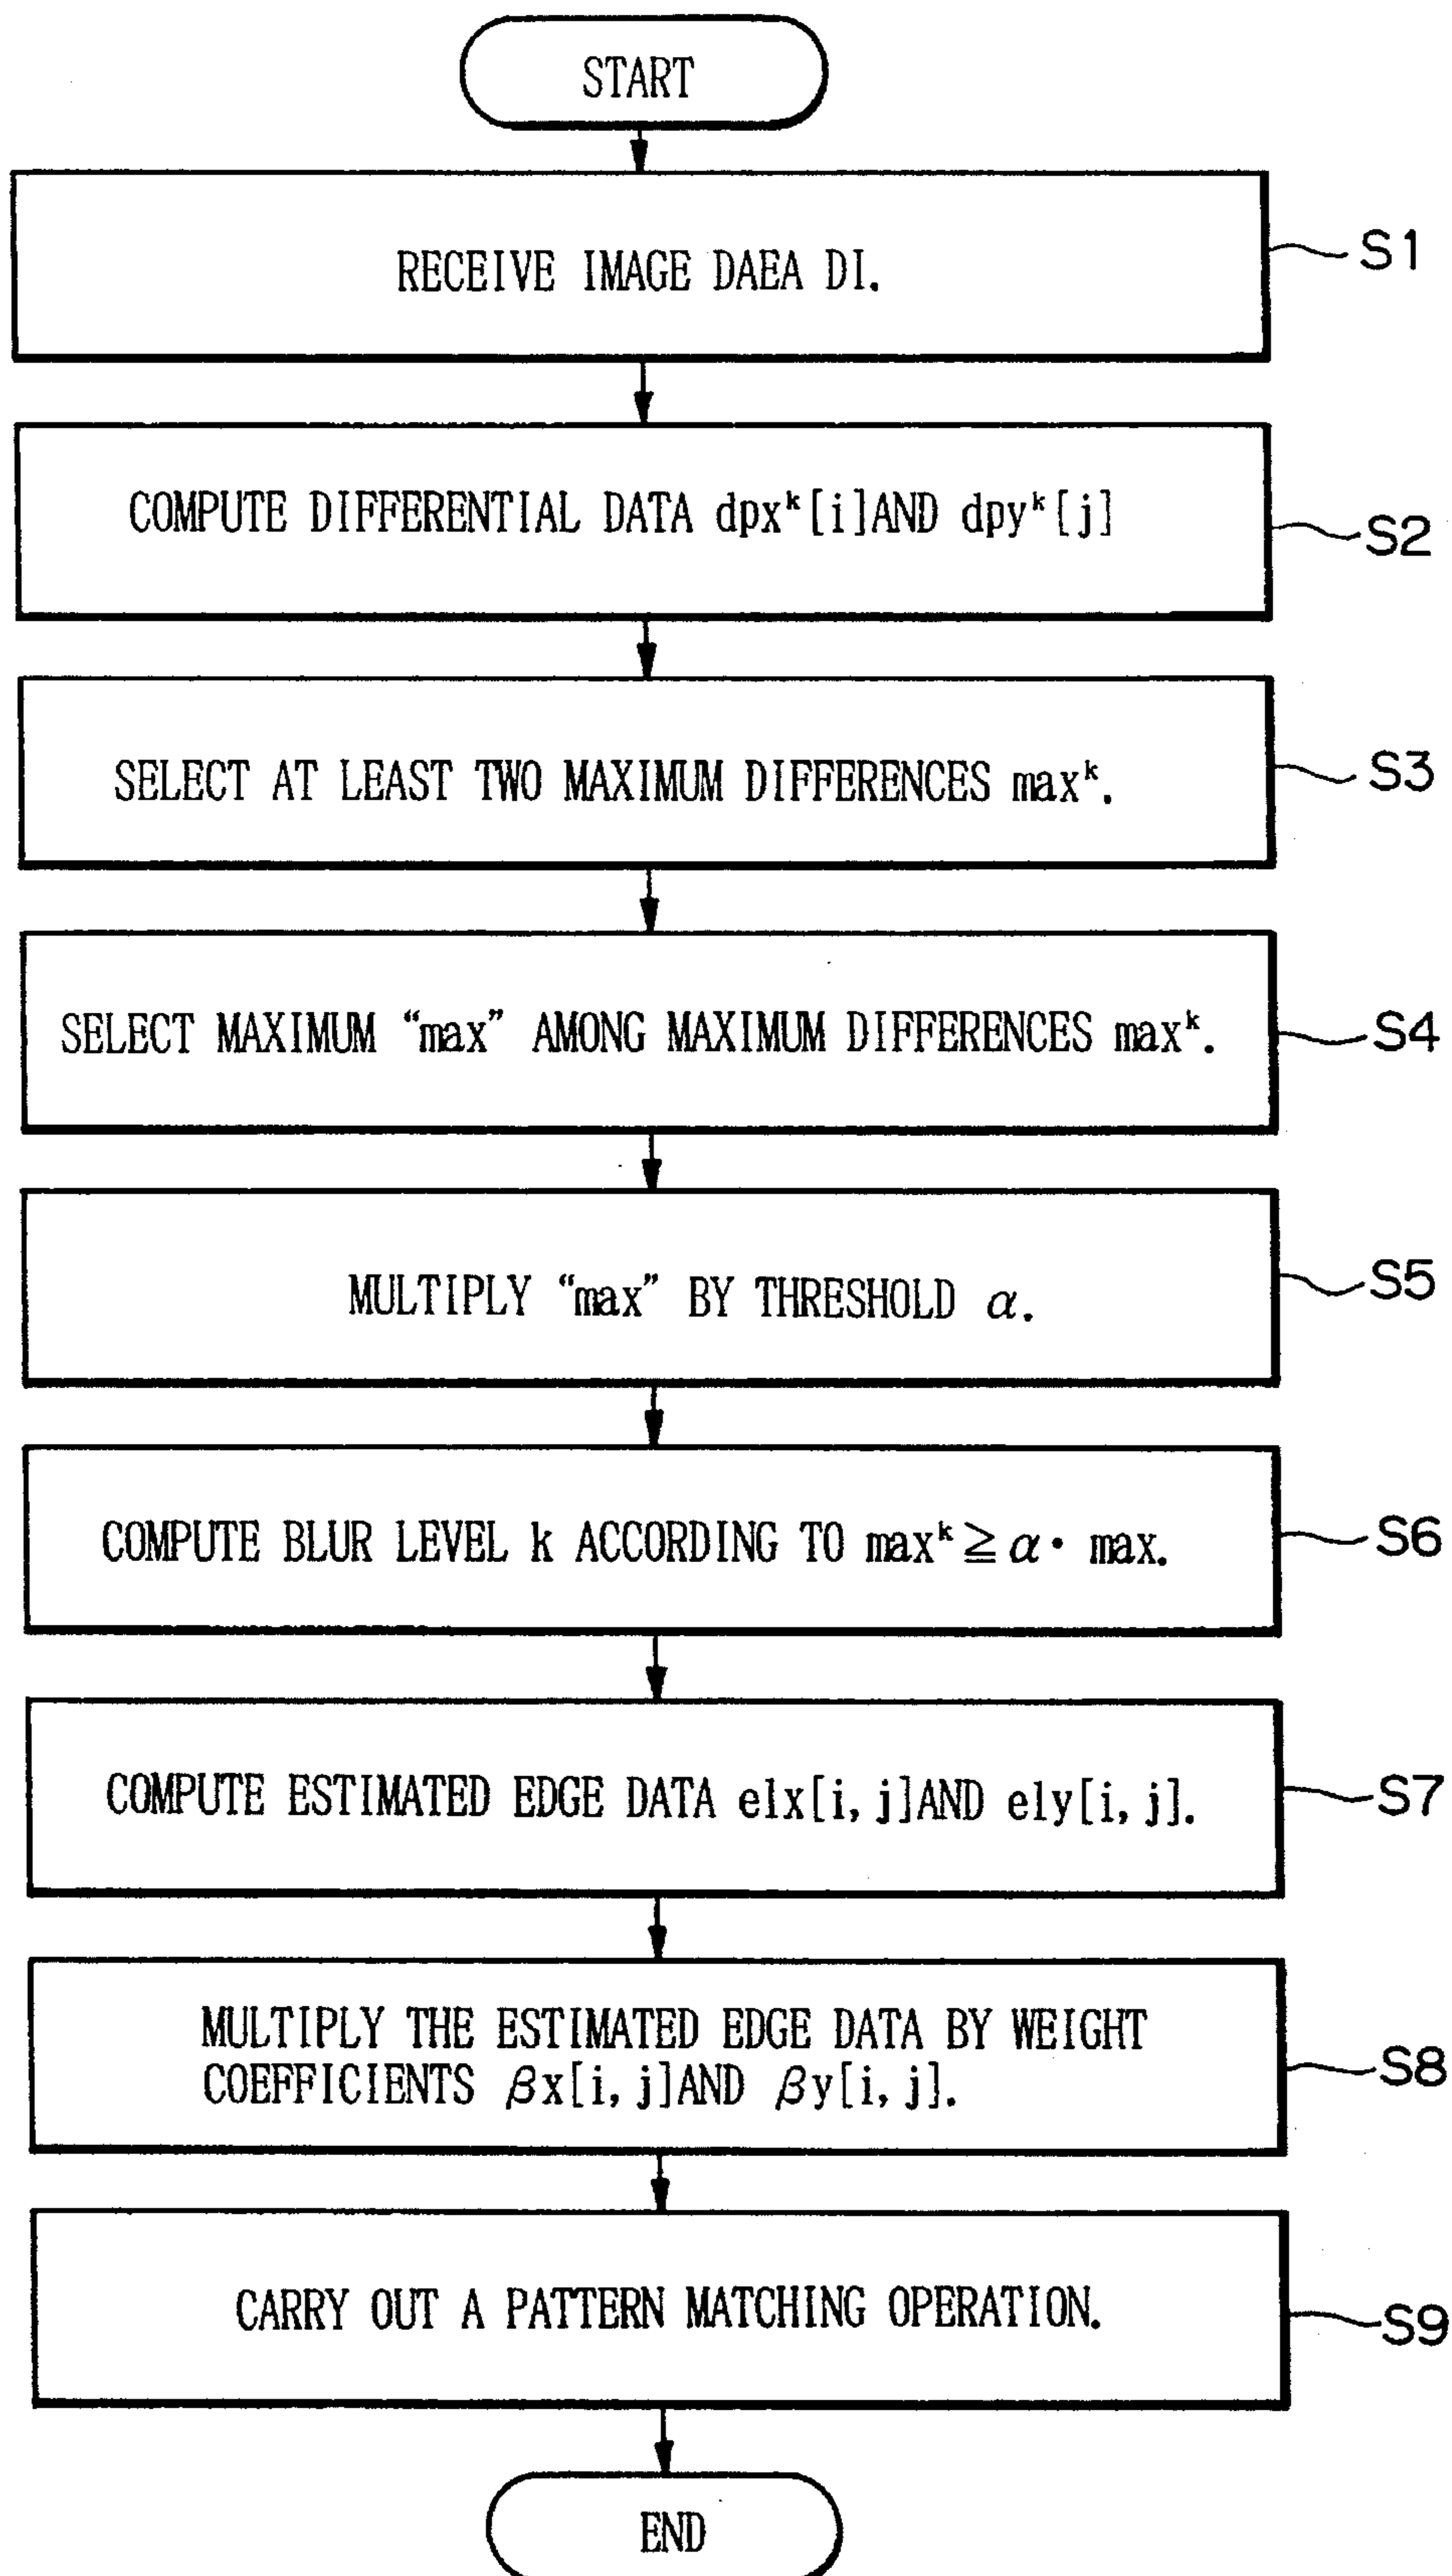 START
RECEIVE IMAGE DAEA DI.
S1
COMPUTE DIFFERENTIAL DATA dpxᵏ[i]AND dpyᵏ[j]
S2
SELECT AT LEAST TWO MAXIMUM DIFFERENCES maxᵏ.
S3
SELECT MAXIMUM “max” AMONG MAXIMUM DIFFERENCES maxᵏ.
S4
MULTIPLY “max” BY THRESHOLD α.
S5
COMPUTE BLUR LEVEL k ACCORDING TO maxᵏ≧α· max.
S6
COMPUTE ESTIMATED EDGE DATA elx[i, j]AND ely[i, j].
S7
MULTIPLY THE ESTIMATED EDGE DATA BY WEIGHT
COEFFICIENTS βx[i, j]AND βy[i, j].
S8
CARRY OUT A PATTERN MATCHING OPERATION.
S9
END